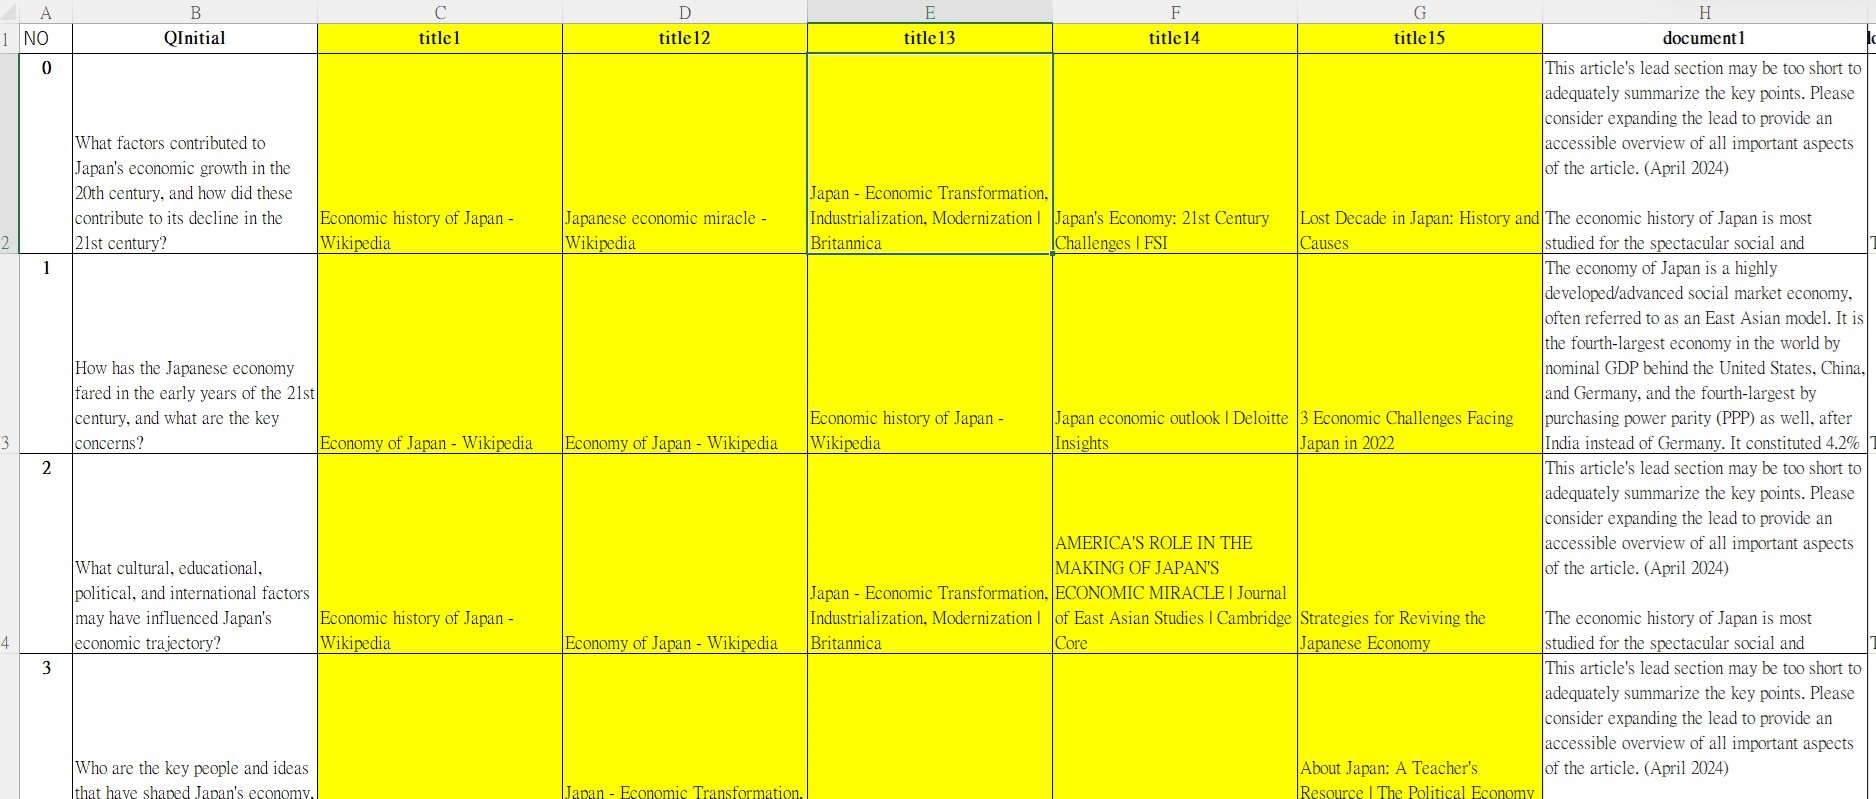 A B C D E F G H
1 NO QInitial title1 title12 title13 title14 title15 document1
0
What factors contributed to
Japan's economic growth in the
20th century, and how did these
contribute to its decline in the
2 21st century?
Economic history of Japan -
Wikipedia
Japanese economic miracle -
Wikipedia
Japan - Economic Transformation,
Industrialization, Modernization |
Britannica
Japan's Economy: 21st Century
Challenges | FSI
Lost Decade in Japan: History and
Causes
This article's lead section may be too short to
adequately summarize the key points. Please
consider expanding the lead to provide an
accessible overview of all important aspects
of the article. (April 2024)
The economic history of Japan is most
studied for the spectacular social and
1
How has the Japanese economy
fared in the early years of the 21st
century, and what are the key
3 concerns?
Economy of Japan - Wikipedia
Economy of Japan - Wikipedia
Economic history of Japan -
Wikipedia
Japan economic outlook | Deloitte
Insights
3 Economic Challenges Facing
Japan in 2022
The economy of Japan is a highly
developed/advanced social market economy,
often referred to as an East Asian model. It is
the fourth-largest economy in the world by
nominal GDP behind the United States, China,
and Germany, and the fourth-largest by
purchasing power parity (PPP) as well, after
India instead of Germany. It constituted 4.2%
2
What cultural, educational,
political, and international factors
may have influenced Japan's
4 economic trajectory?
Economic history of Japan -
Wikipedia
Economy of Japan - Wikipedia
Japan - Economic Transformation,
Industrialization, Modernization |
Britannica
AMERICA'S ROLE IN THE
MAKING OF JAPAN'S
ECONOMIC MIRACLE | Journal
of East Asian Studies | Cambridge
Core
Strategies for Reviving the
Japanese Economy
This article's lead section may be too short to
adequately summarize the key points. Please
consider expanding the lead to provide an
accessible overview of all important aspects
of the article. (April 2024)
The economic history of Japan is most
studied for the spectacular social and
3
Who are the key people and ideas
that have shaped Japan's economy,
Japan - Economic Transformation,
About Japan: A Teacher's
Resource | The Political Economy
This article's lead section may be too short to
adequately summarize the key points. Please
consider expanding the lead to provide an
accessible overview of all important aspects
of the article. (April 2024)